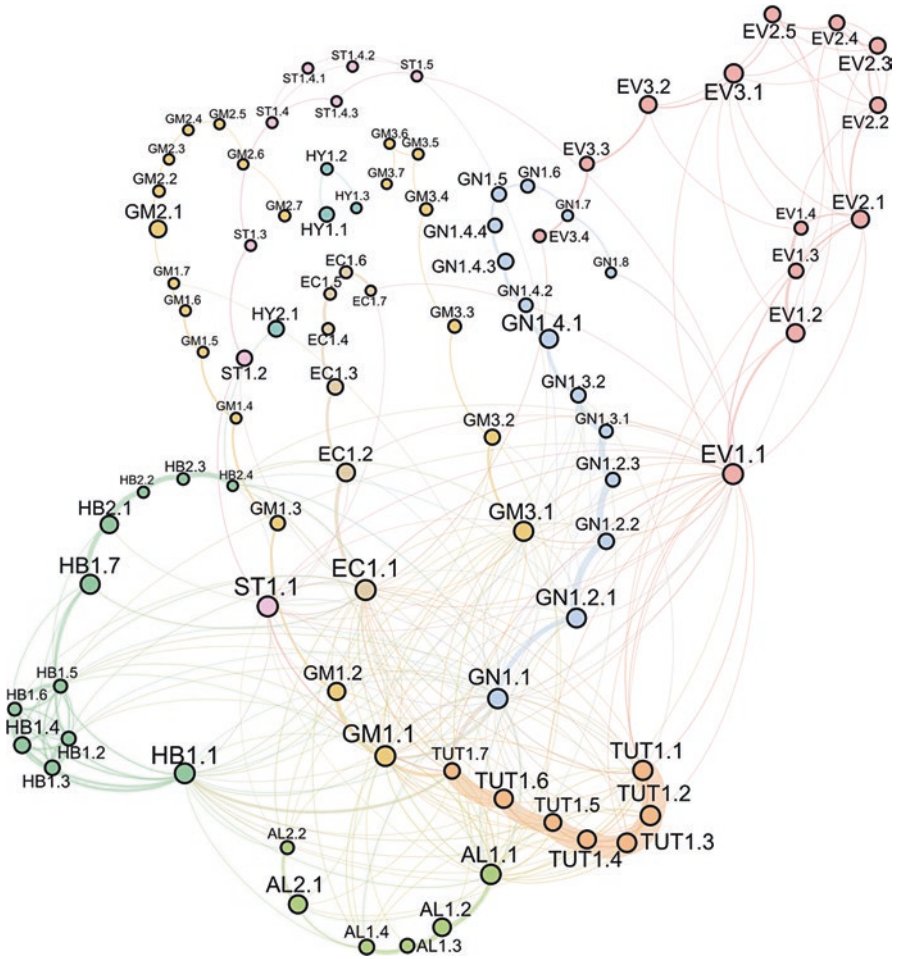 EV2.5
EV2.4
EV2.3
EV3.1
EV3.2
EV2.2
ST1.4.2
ST1.5
ST1.4.1
ST1.4.3
ST1.4
GM2.5
GM2.4
GM2.3
GM2.6
GM2.2
GM2.1
GM2.7
HY1.2
HY1.3
HY1.1
GM3.6
GM3.5
GM3.7
GM3.4
EV3.3
GN1.6
GN1.5
GN1.7
GN1.4.4
EV3.4
EV2.1
EV1.4
EV1.3
ST1.3
EC1.6
EC1.5
EC1.7
GN1.4.3
GN1.8
GM1.7
GM1.6
GN1.4.2
GN1.4.1
EV1.2
HY2.1
GM3.3
EC1.4
GM1.5
ST1.2
EC1.3
GN1.3.2
GM1.4
GN1.3.1
GM3.2
EC1.2
EV1.1
GN1.2.3
HB2.3
HB2.2
HB2.4
HB2.1
GM1.3
GM3.1
GN1.2.2
HB1.7
EC1.1
ST1.1
GN1.2.1
HB1.5
GM1.2
GN1.1
HB1.6
HB1.4
HB1.2
HB1.3
HB1.1
GM1.1
TUT1.7
TUT1.1
TUT1.6
TUT1.2
TUT1.5
TUT1.4
TUT1.3
AL2.2
AL1.1
AL2.1
AL1.2
AL1.4
AL1.3